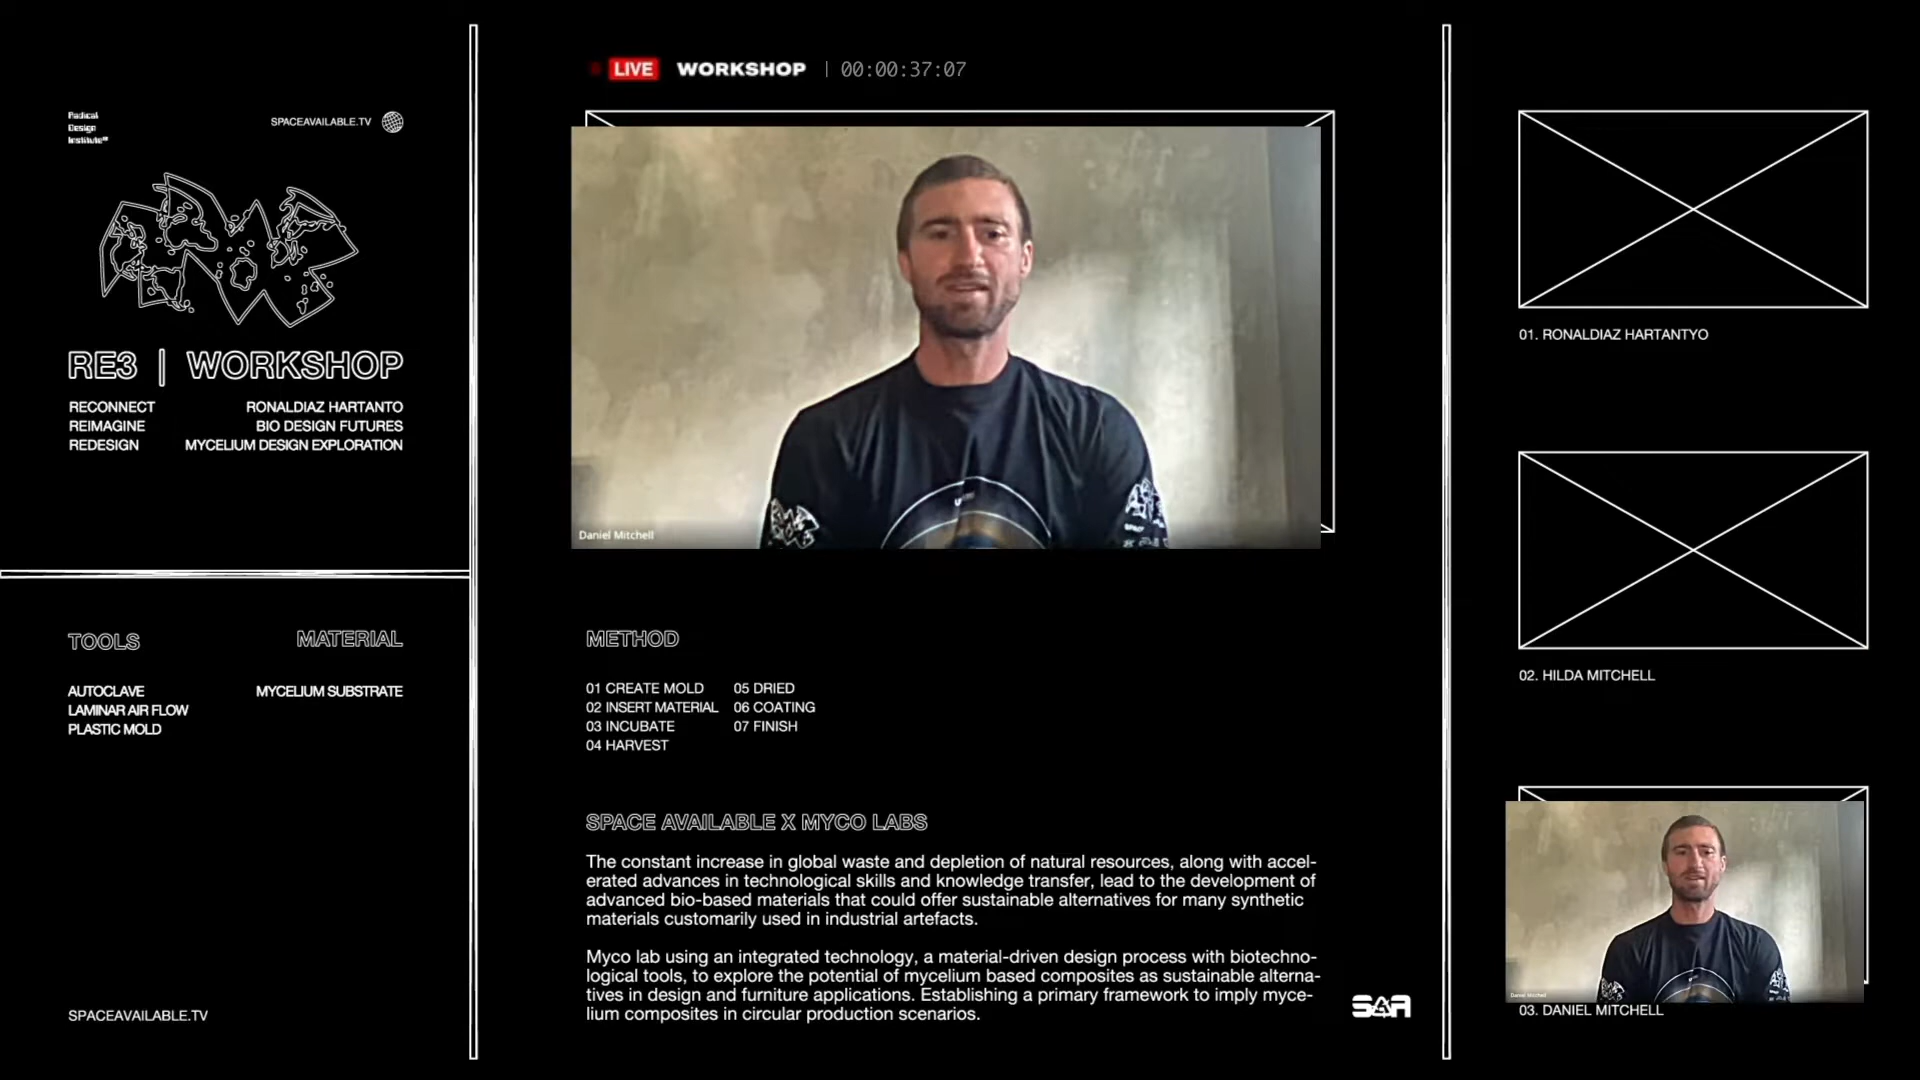 LIVE WORKSHOP | 00:00:37:07
Radical
Design
Institute
SPACEAVAILABLE.TV
RE3 | WORKSHOP
RECONNECT RONALDIAZ HARTANTO
REIMAGINE BIO DESIGN FUTURES
REDESIGN MYCELIUM DESIGN EXPLORATION
TOOLS
AUTOCLAVE
LAMINAR AIR FLOW
PLASTIC MOLD
MATERIAL
MYCELIUM SUBSTRATE
SPACEAVAILABLE.TV
Daniel Mitchell
METHOD
01 CREATE MOLD
02 INSERT MATERIAL
03 INCUBATE
04 HARVEST
05 DRIED
06 COATING
07 FINISH
SPACE AVAILABLE X MYCO LABS
The constant increase in global waste and depletion of natural resources, along with accel-
erated advances in technological skills and knowledge transfer, lead to the development of
advanced bio-based materials that could offer sustainable alternatives for many synthetic
materials customarily used in industrial artefacts.
Myco lab using an integrated technology, a material-driven design process with biotechno-
logical tools, to explore the potential of mycelium based composites as sustainable alterna-
tives in design and furniture applications. Establishing a primary framework to imply myce-
lium composites in circular production scenarios.
01. RONALDIAZ HARTANTYO
02. HILDA MITCHELL
Daniel Mitchell
03. DANIEL MITCHELL